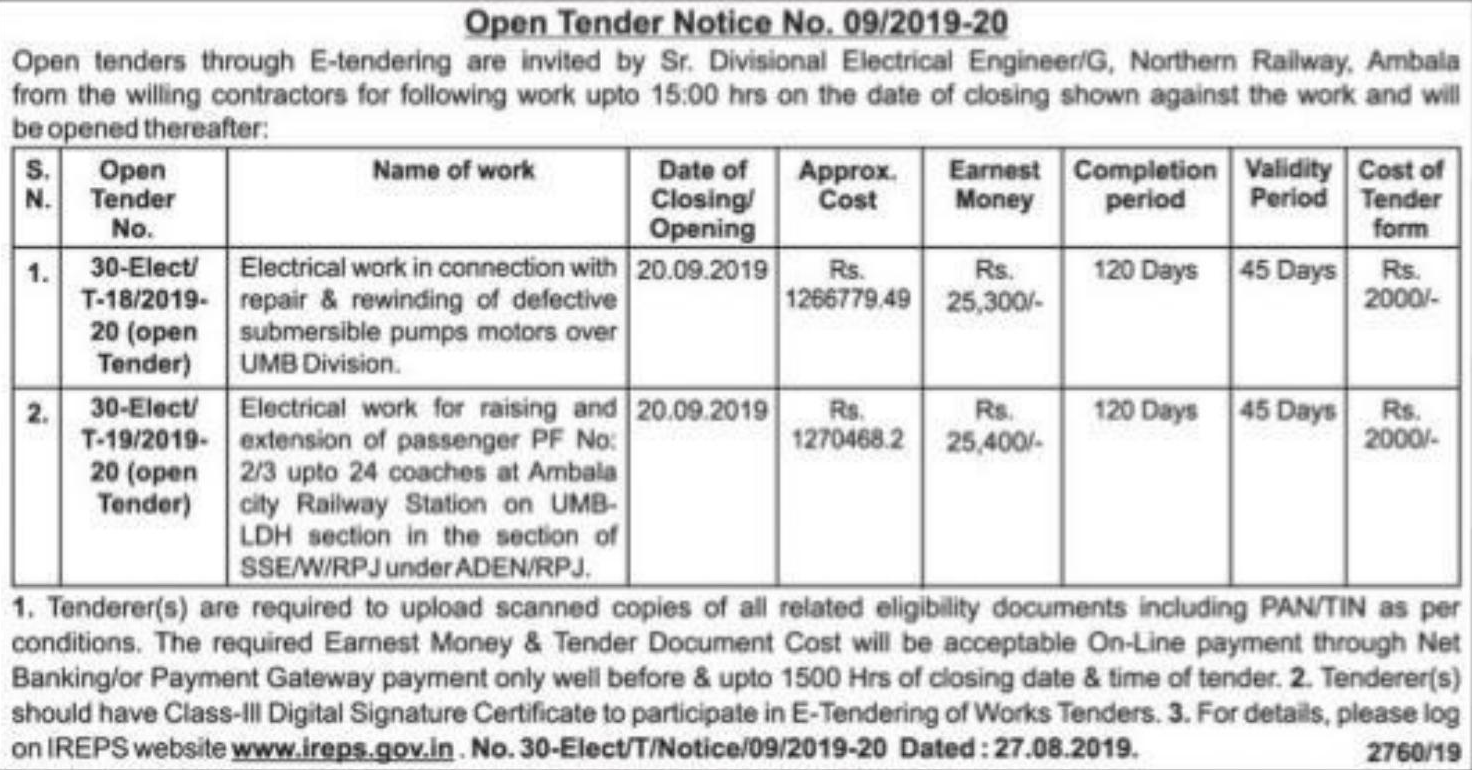 Open Tender Notice No. 09/2019-20
Open tenders through E-tendering are invited by Sr. Divisional Electrical Engineer/G, Northern Railway, Ambala
from the willing contractors for following work upto 15:00 hrs on the date of closing shown against the work and will
be opened thereafter:
S. N. Open Tender No. Name of work Date of Closing/ Opening Approx. Cost Earnest Money Completion period Validity Period Cost of Tender form
1. 30-Elect/ Electrical work in connection with 20.09.2019 Rs. Rs. 120 Days 45 Days Rs.
T-18/2019- repair & rewinding of defective 1266779.49 25,300/- 2000/-
20 (open submersible pumps motors over
Tender) UMB Division.
2. 30-Elect/ Electrical work for raising and 20.09.2019 Rs. Rs. 120 Days 45 Days Rs.
T-19/2019- extension of passenger PF No: 1270468.2 25,400/- 2000/-
20 (open 2/3 upto 24 coaches at Ambala
Tender) city Railway Station on UMB-
LDH section in the section of
SSE/W/RPJ under ADEN/RPJ.
1. Tenderer(s) are required to upload scanned copies of all related eligibility documents including PAN/TIN as per
conditions. The required Earnest Money & Tender Document Cost will be acceptable On-Line payment through Net
Banking/or Payment Gateway payment only well before & upto 1500 Hrs of closing date & time of tender. 2. Tenderer(s)
should have Class-III Digital Signature Certificate to participate in E-Tendering of Works Tenders. 3. For details, please log
on IREPS website www.ireps.gov.in . No. 30-Elect/T/Notice/09/2019-20 Dated : 27.08.2019. 2760/19